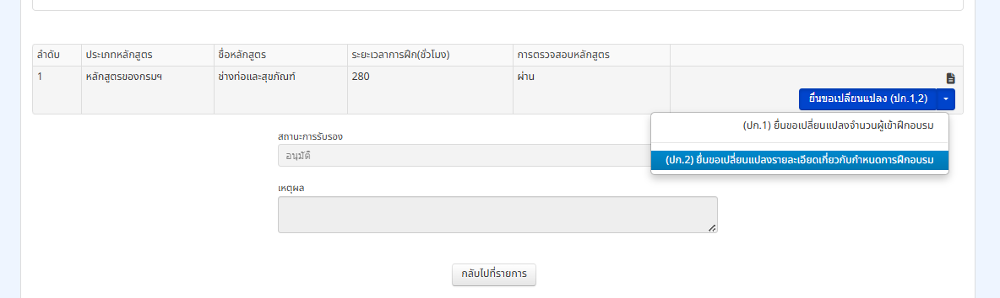 ลำดับ ประเภทหลักสูตร ชื่อหลักสูตร ระยะเวลาการฝึก(ชั่วโมง) การตรวจสอบหลักสูตร
1 หลักสูตรของกรมฯ ช่างท่อและสุขภัณฑ์ 280 ผ่าน
ยื่นขอเปลี่ยนแปลง (ปก.1,2)
(ปก.1) ยื่นขอเปลี่ยนแปลงจำนวนผู้เข้าฝึกอบรม
สถานะการรับรอง
อนุมัติ
(ปก.2) ยื่นขอเปลี่ยนแปลงรายละเอียดเกี่ยวกับกำหนดการฝึกอบรม
เหตุผล
กลับไปที่รายการ